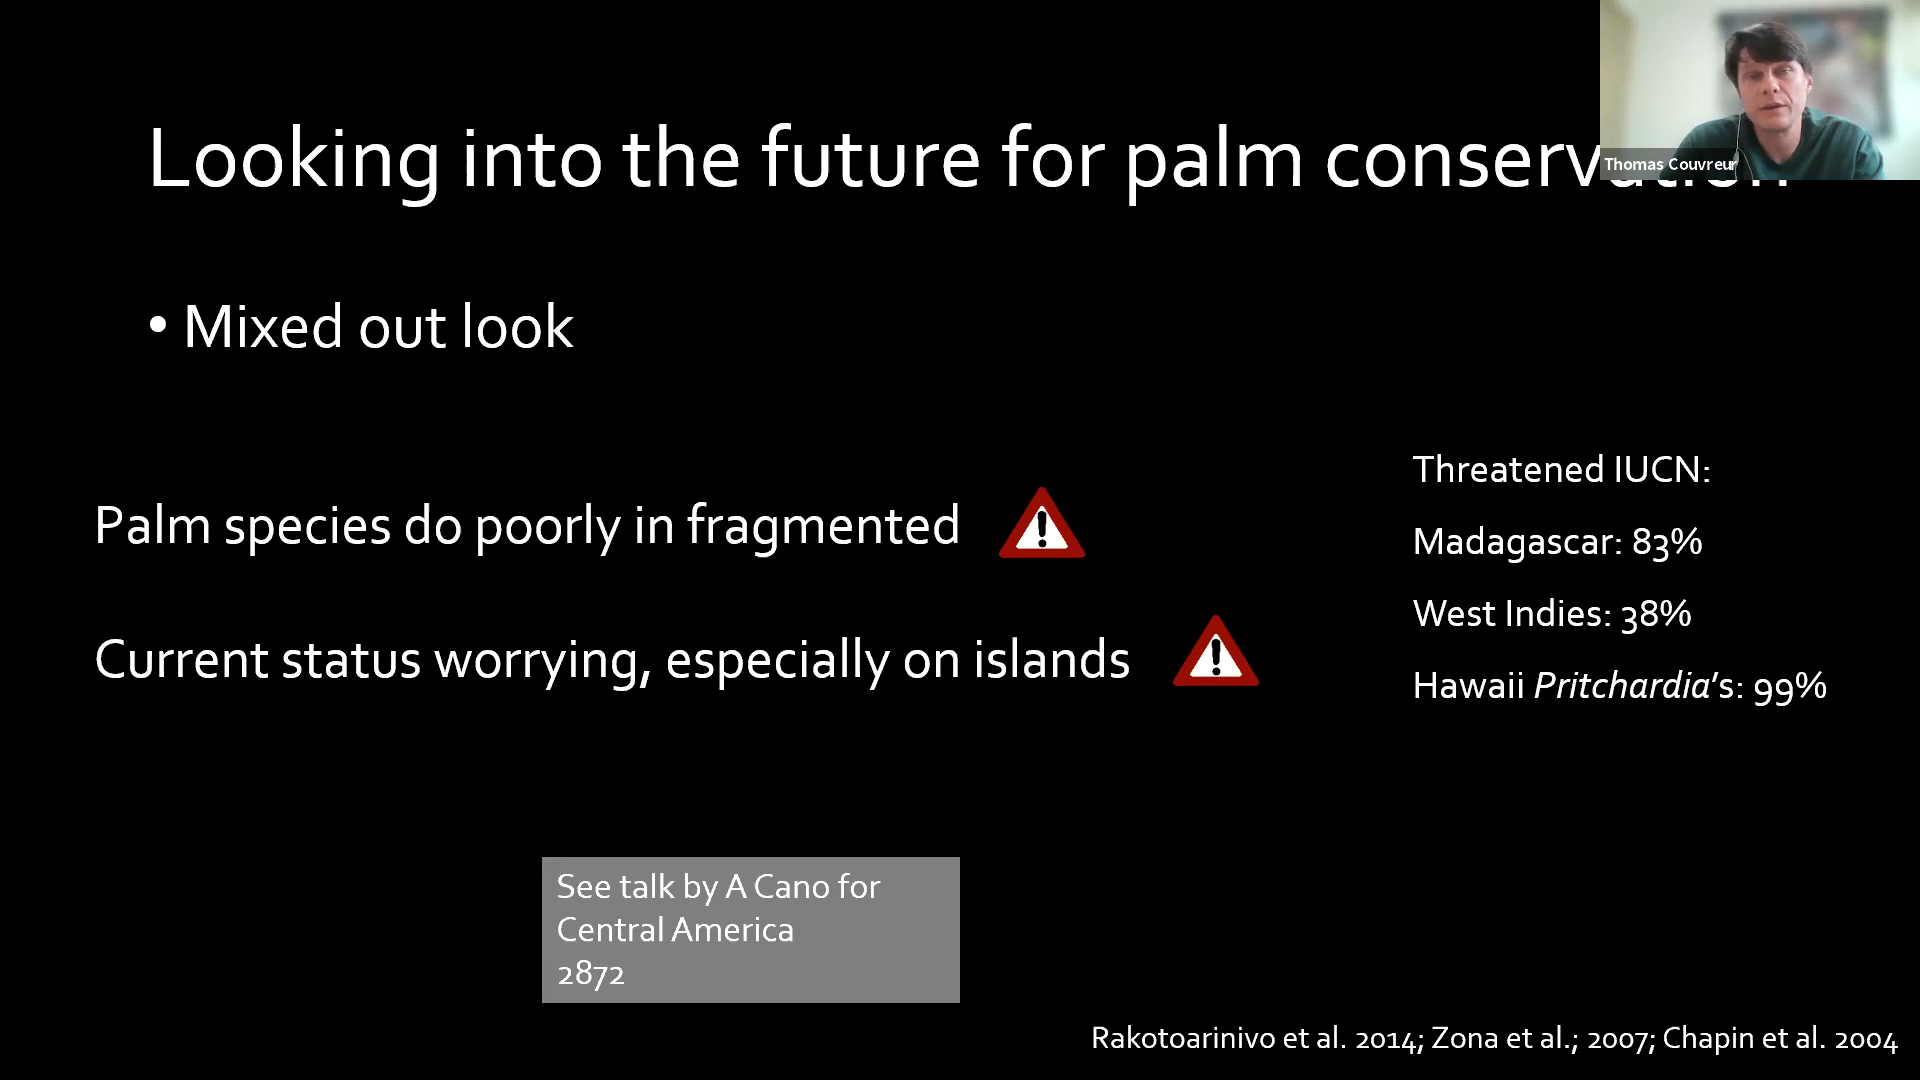 Looking into the future for palm conservation
Thomas Couvreur
• Mixed out look
Palm species do poorly in fragmented
Current status worrying, especially on islands
Threatened IUCN:
Madagascar: 83%
West Indies: 38%
Hawaii Pritchardia's: 99%
See talk by A Cano for
Central America
2872
Rakotoarinivo et al. 2014; Zona et al.; 2007; Chapin et al. 2004